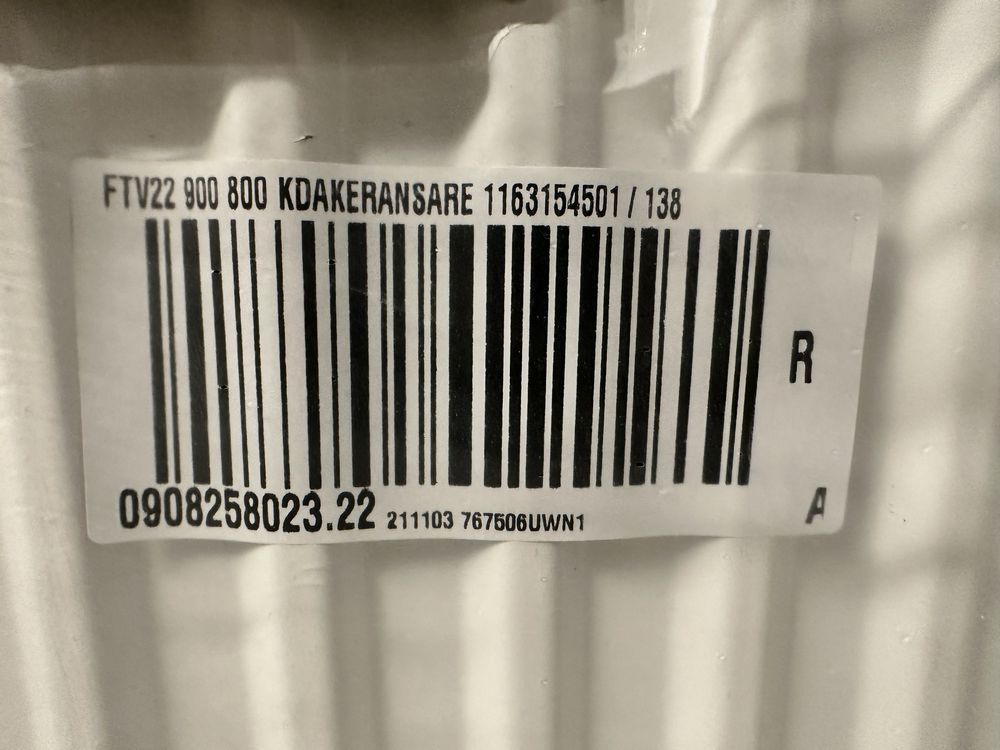 FTV22 900 800 KDAKERANSARE 1163154501 / 138
R
0908258023.22 211103 767506UWN1
A